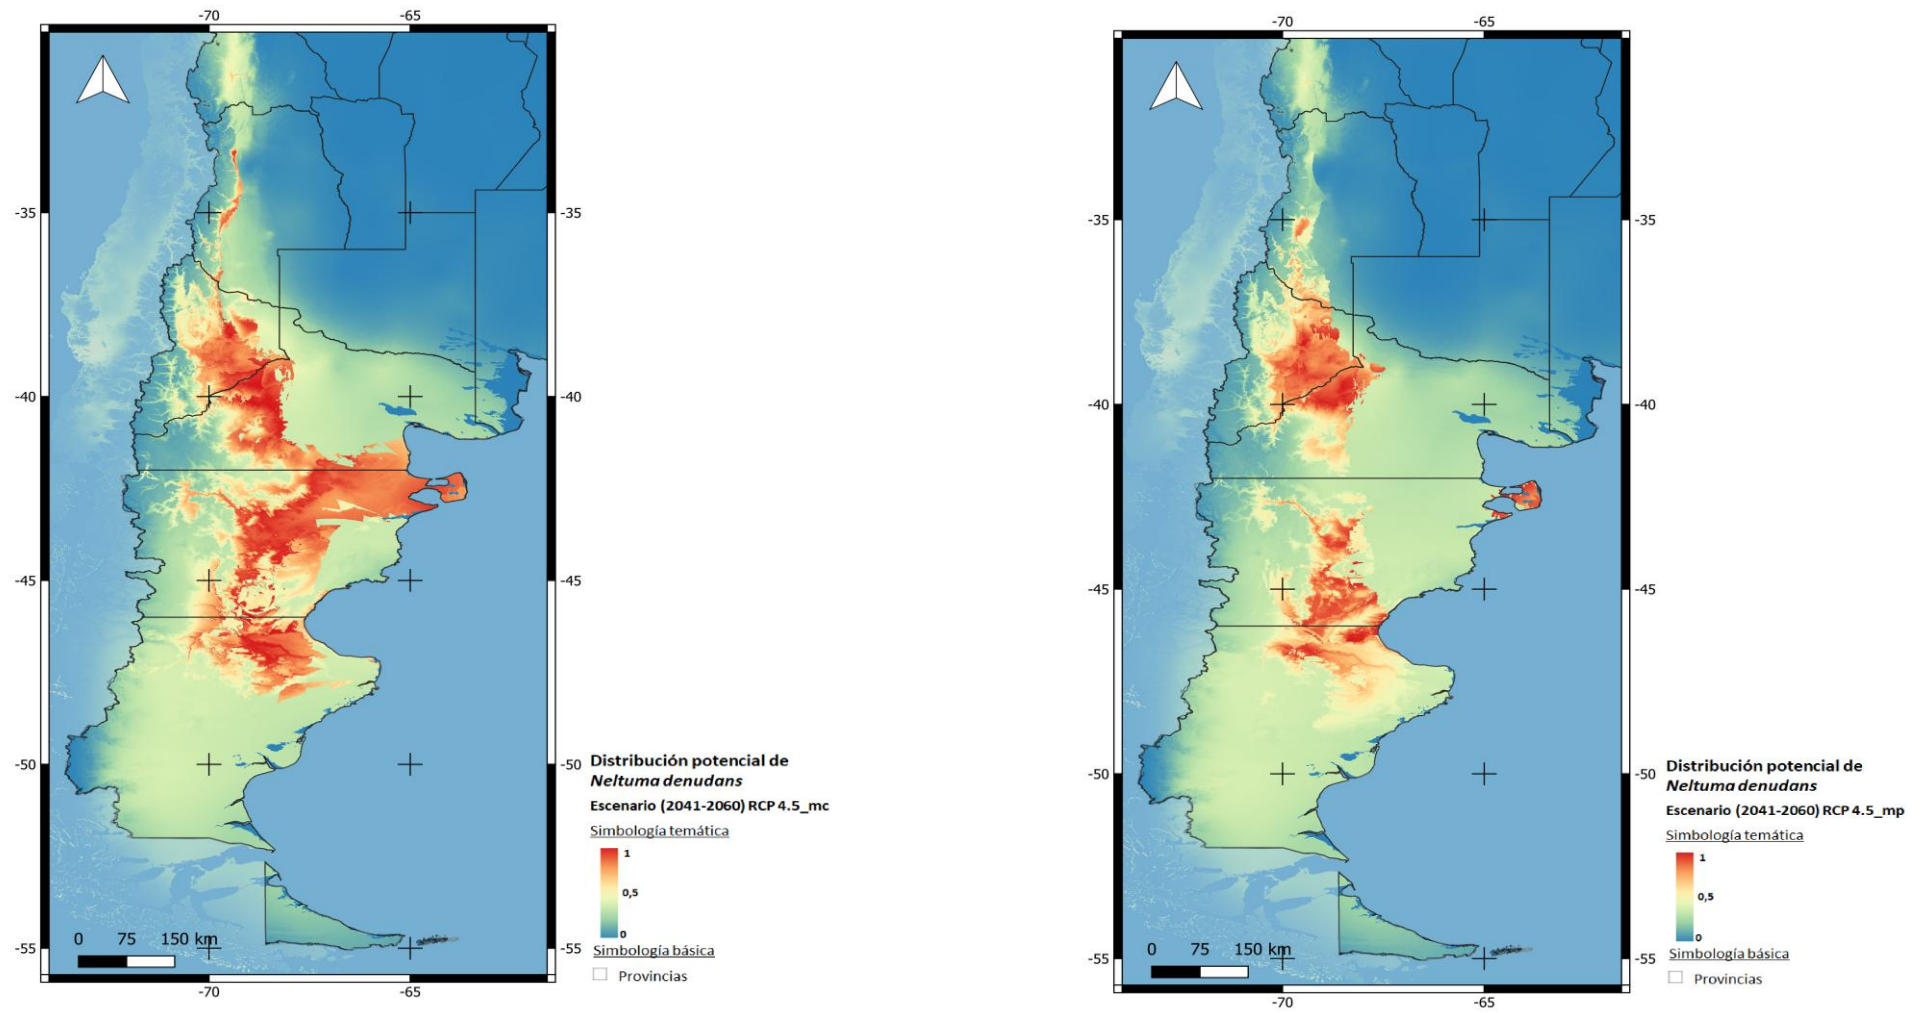 -70 -65
-35 -35
-40 -40
-45 -45
-50 -50
-55 -55
-70 -65
0 75 150 km
Distribución potencial de
Neltuma denudans
Escenario (2041-2060) RCP 4.5_mc
Simbología temática
1
0,5
0
Simbología básica
Provincias
-70 -65
-35 -35
-40 -40
-45 -45
-50 -50
-55 -55
-70 -65
0 75 150 km
Distribución potencial de
Neltuma denudans
Escenario (2041-2060) RCP 4.5_mp
Simbología temática
1
0,5
0
Simbología básica
Provincias